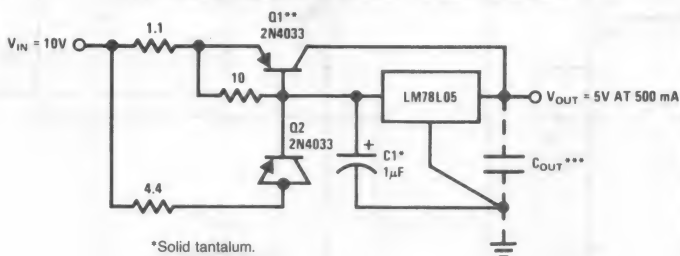 Q1**
2N4033
1.1
VIN = 10V
10
LM78L05
VOUT = 5V AT 500 mA
Q2
2N4033
+
C1*
1μF
COUT***
4.4
*Solid tantalum.